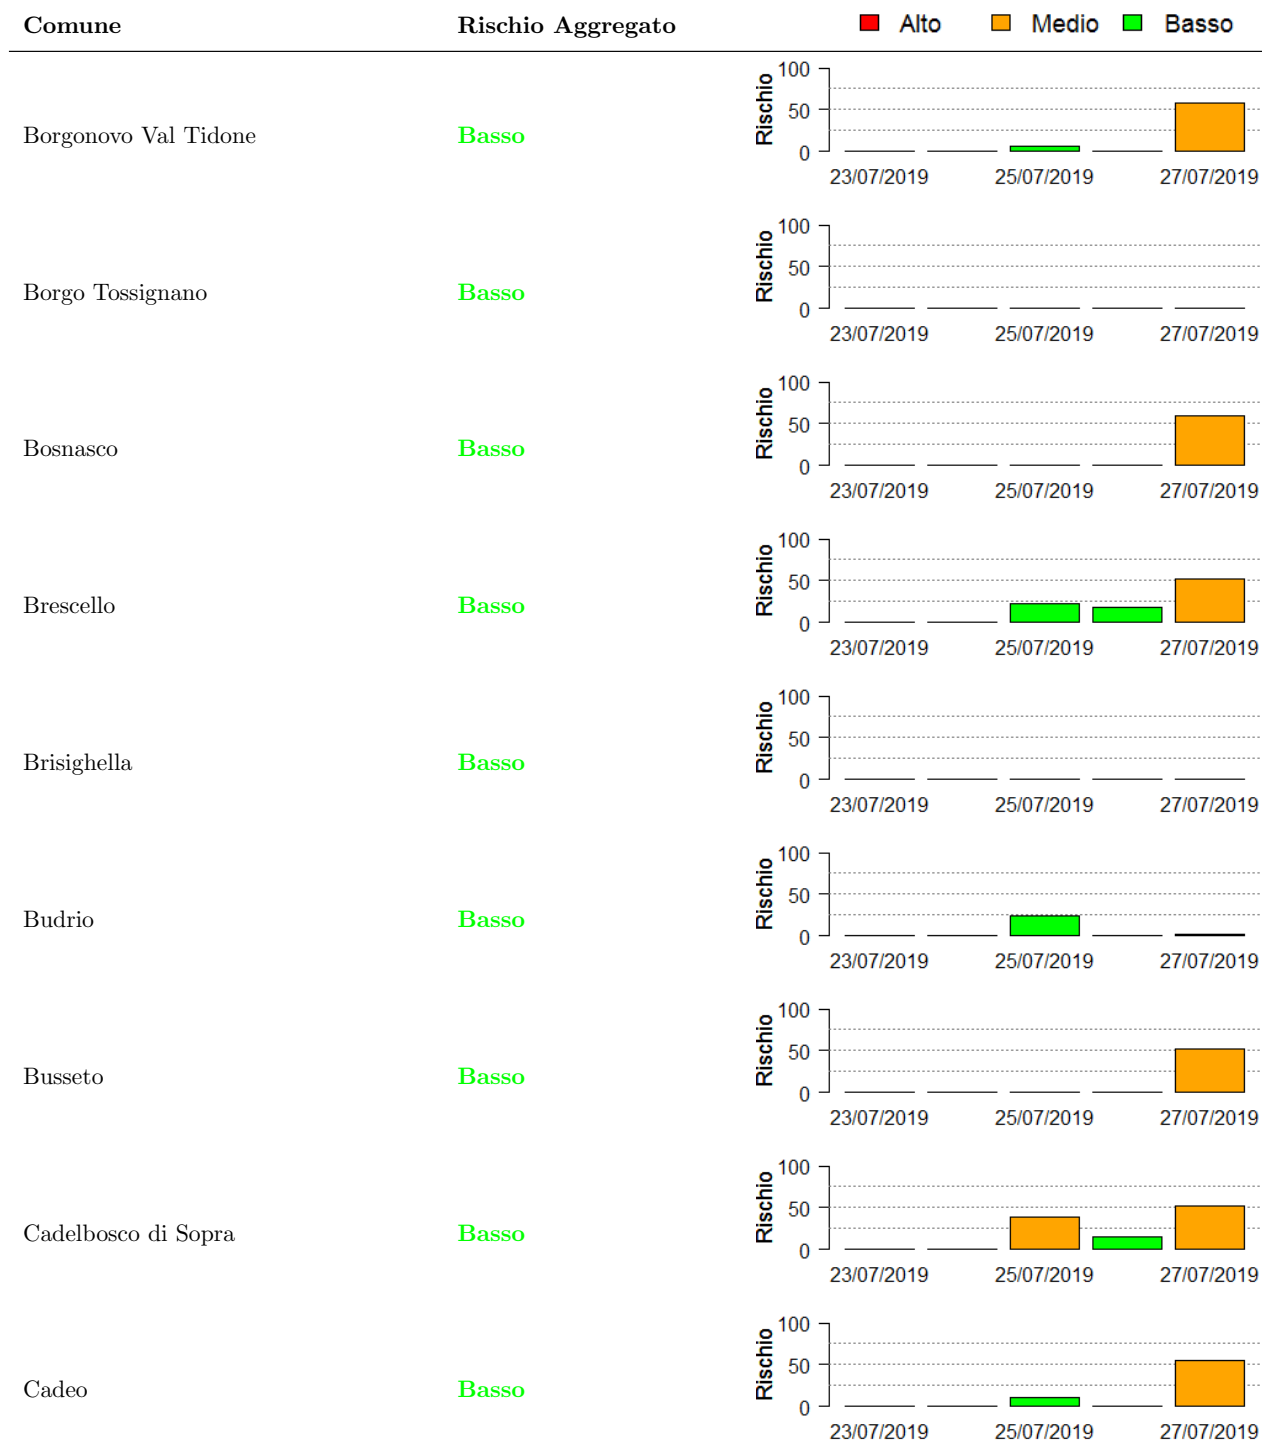 Comune Rischio Aggregato Alto Medio Basso
Borgonovo Val Tidone Basso
Rischio
100
50
0
23/07/2019 25/07/2019 27/07/2019
Borgo Tossignano Basso
Rischio
100
50
0
23/07/2019 25/07/2019 27/07/2019
Bosnasco Basso
Rischio
100
50
0
23/07/2019 25/07/2019 27/07/2019
Brescello Basso
Rischio
100
50
0
23/07/2019 25/07/2019 27/07/2019
Brisighella Basso
Rischio
100
50
0
23/07/2019 25/07/2019 27/07/2019
Budrio Basso
Rischio
100
50
0
23/07/2019 25/07/2019 27/07/2019
Busseto Basso
Rischio
100
50
0
23/07/2019 25/07/2019 27/07/2019
Cadelbosco di Sopra Basso
Rischio
100
50
0
23/07/2019 25/07/2019 27/07/2019
Cadeo Basso
Rischio
100
50
0
23/07/2019 25/07/2019 27/07/2019